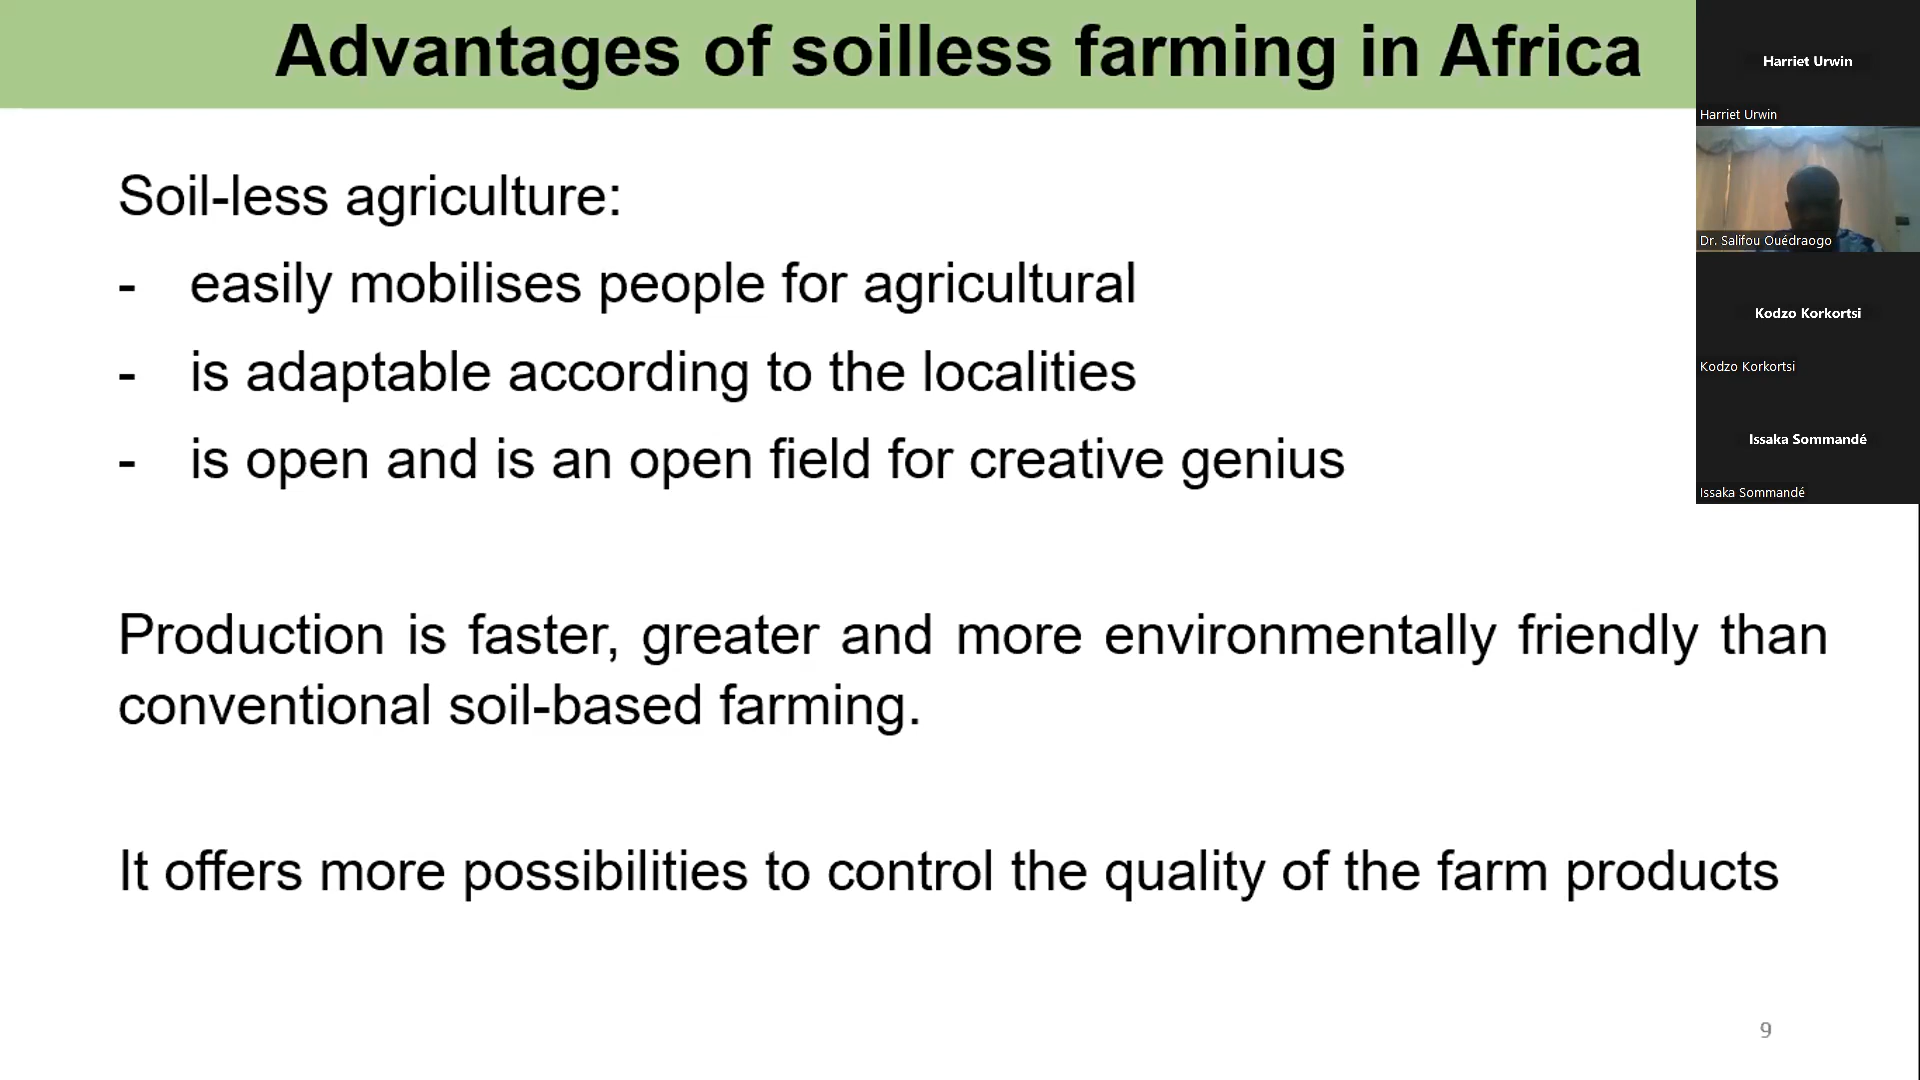 Advantages of soilless farming in Africa
Soil-less agriculture:
- easily mobilises people for agricultural
- is adaptable according to the localities
- is open and is an open field for creative genius
Production is faster, greater and more environmentally friendly than
conventional soil-based farming.
It offers more possibilities to control the quality of the farm products
9
Harriet Urwin
Harriet Urwin
Dr. Salifou Ouédraogo
Kodzo Korkortsi
Kodzo Korkortsi
Issaka Sommandé
Issaka Sommandé